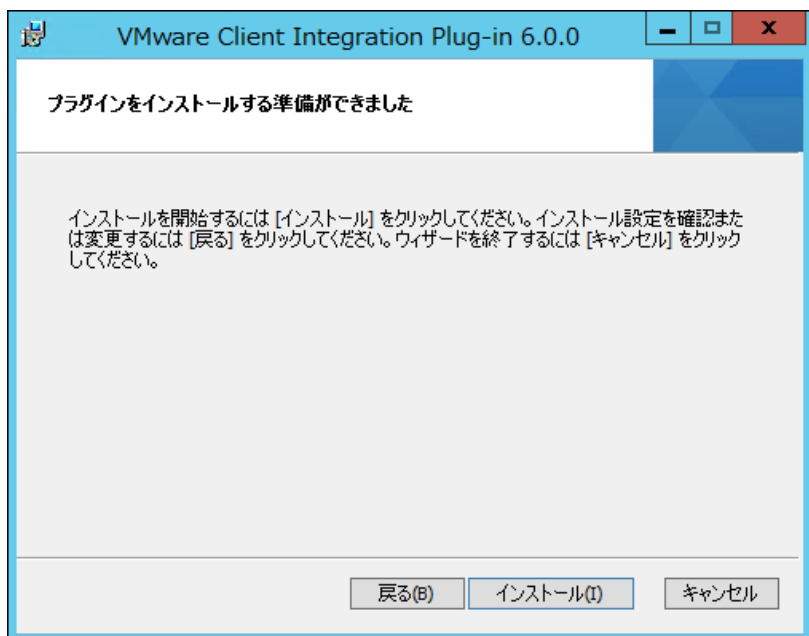 VMware Client Integration Plug-in 6.0.0
プラグインをインストールする準備ができました
インストールを開始するには [インストール] をクリックしてください。インストール設定を確認また
は変更するには [戻る] をクリックしてください。ウィザードを終了するには [キャンセル] をクリック
してください。
戻る(B) インストール(I) キャンセル